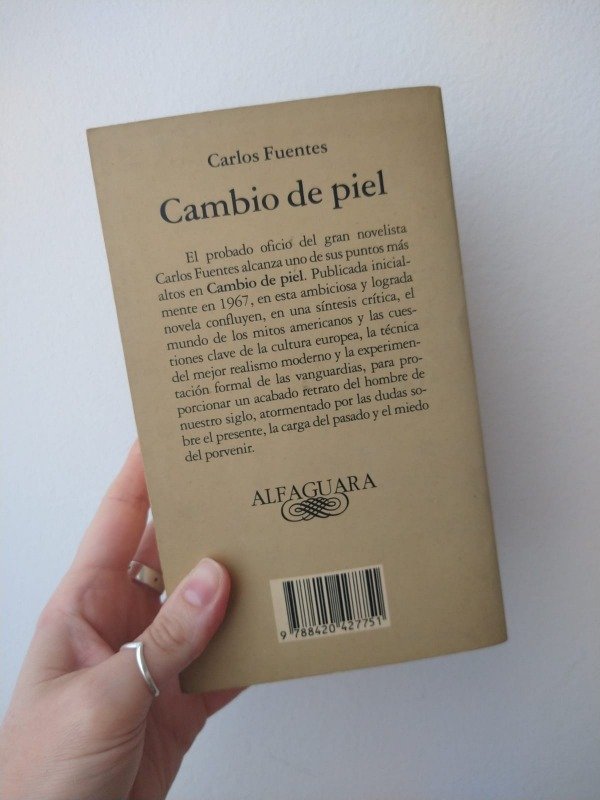 Carlos Fuentes
Cambio de piel
El probado oficio del gran novelista
Carlos Fuentes alcanza uno de sus puntos más
altos en Cambio de piel. Publicada inicial-
mente en 1967, en esta ambiciosa y lograda
novela confluyen, en una síntesis crítica, el
mundo de los mitos americanos y las cues-
tiones clave de la cultura europea, la técnica
del mejor realismo moderno y la experimen-
tación formal de las vanguardias, para pro-
porcionar un acabado retrato del hombre de
nuestro siglo, atormentado por las dudas so-
bre el presente, la carga del pasado y el miedo
del porvenir.
ALFAGUARA
9 788420 427751